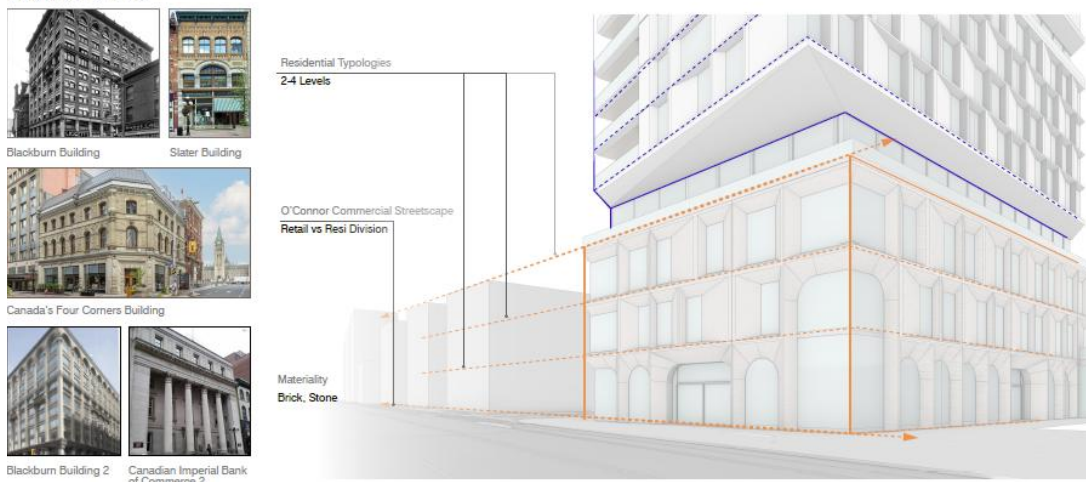 Blackburn Building
Slater Building
Canada's Four Corners Building
Blackburn Building 2
Canadian Imperial Bank
of Commerce 2
Residential Typologies
2-4 Levels
O'Connor Commercial Streetscape
Retail vs Resi Division
Materiality
Brick, Stone